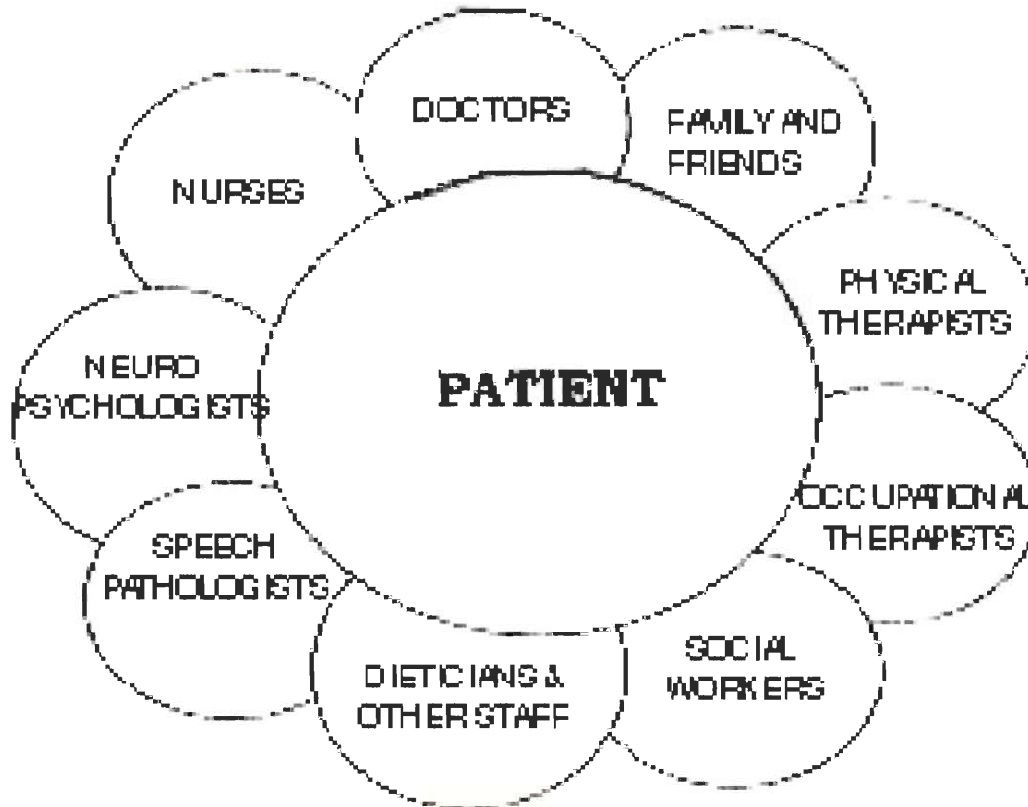 DOCTORS
FAMILY AND
FRIENDS
NURSES
PHYSICAL
THERAPISTS
NEURO
PSYCHOLOGISTS
PATIENT
OCCUPATIONAL
THERAPISTS
SPEECH
PATHOLOGISTS
SOCIAL
WORKERS
DIETICIANS &
OTHER STAFF